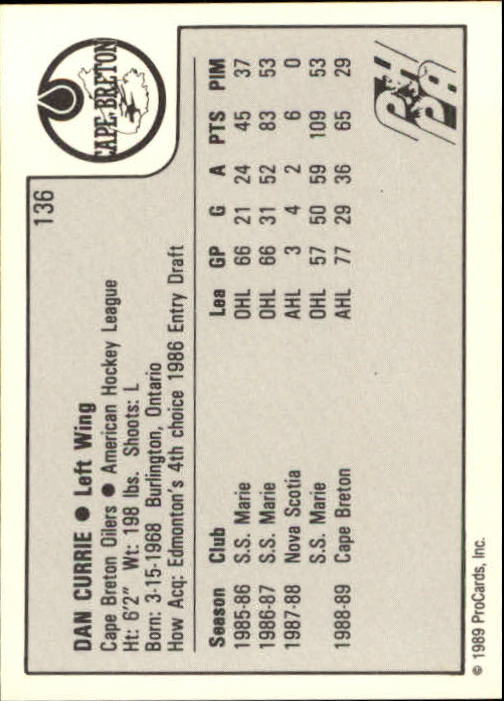 136
CAPE BRETON
DAN CURRIE ● Left Wing
Cape Breton Oilers ● American Hockey League
Ht: 6'2" Wt: 198 lbs. Shoots: L
Born: 3-15-1968 Burlington, Ontario
How Acq: Edmonton's 4th choice 1986 Entry Draft
Season Club Lea GP G A PTS PIM
1985-86 S.S. Marie OHL 66 21 24 45 37
1986-87 S.S. Marie OHL 66 31 52 83 53
1987-88 Nova Scotia AHL 3 4 2 6 0
S.S. Marie OHL 57 50 59 109 53
1988-89 Cape Breton AHL 77 29 36 65 29
© 1989 ProCards, Inc.